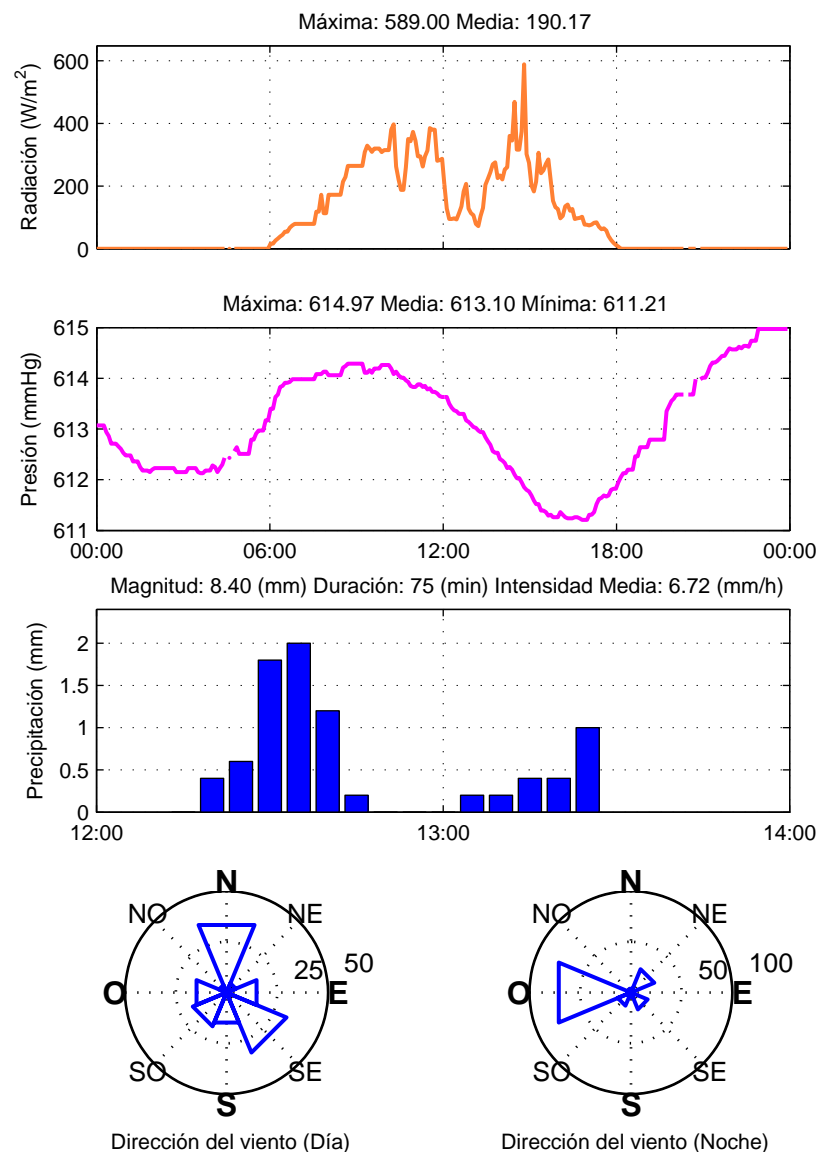 Máxima: 589.00 Media: 190.17
Radiación (W/m²)
600
400
200
0
Máxima: 614.97 Media: 613.10 Mínima: 611.21
Presión (mmHg)
615
614
613
612
611
00:00 06:00 12:00 18:00 00:00
Magnitud: 8.40 (mm) Duración: 75 (min) Intensidad Media: 6.72 (mm/h)
Precipitación (mm)
2
1.5
1
0.5
0
12:00 13:00 14:00
N
NO NE
25 50
O E
SO SE
S
Dirección del viento (Día)
N
NO NE
50 100
O E
SO SE
S
Dirección del viento (Noche)